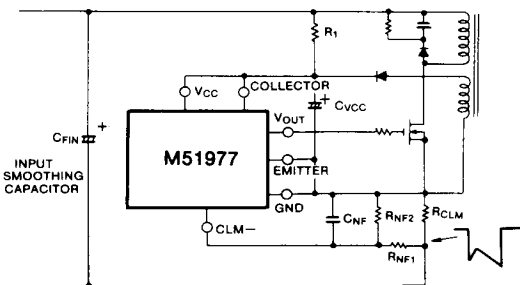 R1
VCC
COLLECTOR
CVCC
VOUT
CFIN
INPUT
SMOOTHING
CAPACITOR
M51977
EMITTER
GND
CLM−
CNF
RNF2
RCLM
RNF1
+
+